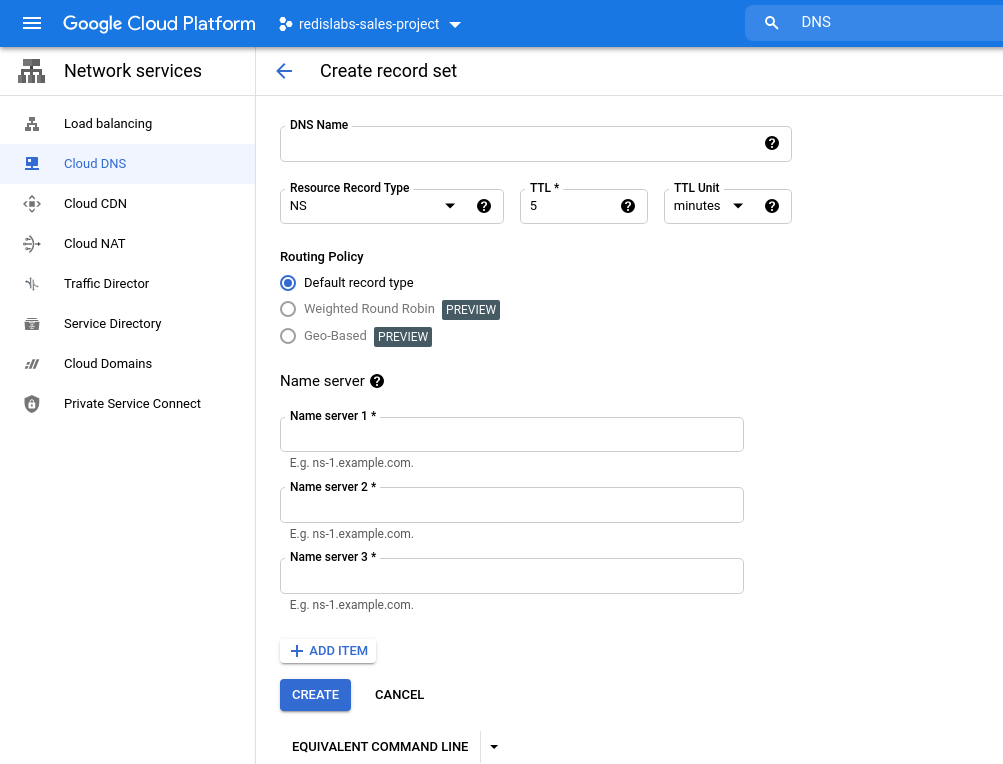 Google Cloud Platform
redislabs-sales-project
DNS
Network services
Create record set
Load balancing
Cloud DNS
Cloud CDN
Cloud NAT
Traffic Director
Service Directory
Cloud Domains
Private Service Connect
DNS Name
Resource Record Type
NS
TTL *
5
TTL Unit
minutes
Routing Policy
Default record type
Weighted Round Robin PREVIEW
Geo-Based PREVIEW
Name server
Name server 1 *
E.g. ns-1.example.com.
Name server 2 *
E.g. ns-1.example.com.
Name server 3 *
E.g. ns-1.example.com.
ADD ITEM
CREATE
CANCEL
EQUIVALENT COMMAND LINE